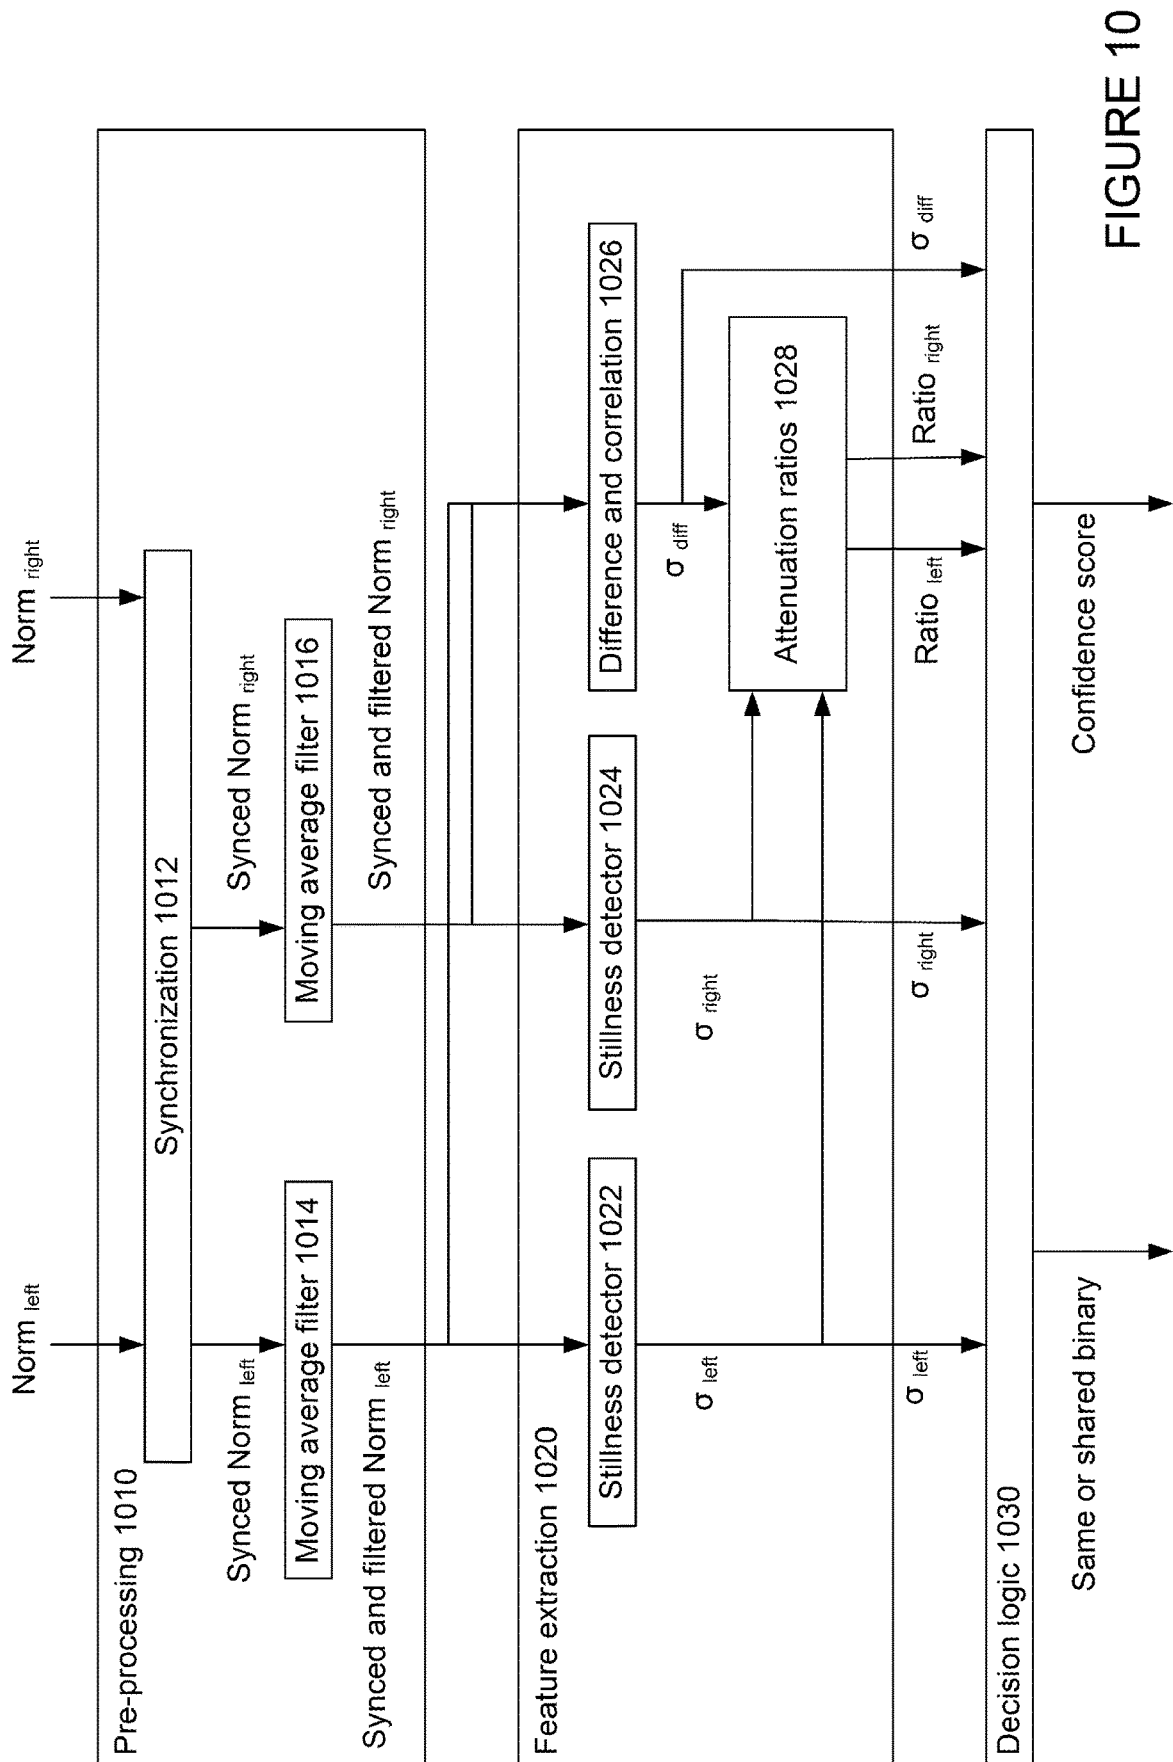 Norm left
Norm right
Pre-processing 1010
Synchronization 1012
Synced Norm left
Synced Norm right
Moving average filter 1014
Moving average filter 1016
Synced and filtered Norm left
Synced and filtered Norm right
Feature extraction 1020
Stillness detector 1022
Stillness detector 1024
Difference and correlation 1026
σ left
σ right
σ diff
Attenuation ratios 1028
σ left
σ right
Ratio left
Ratio right
σ diff
Decision logic 1030
Same or shared binary
Confidence score
FIGURE 10